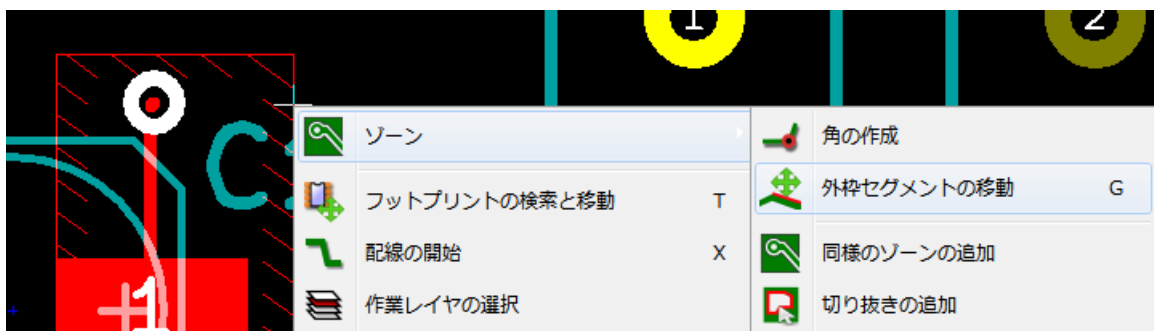 1
2
C
ゾーン
フットプリントの検索と移動 T
配線の開始 X
作業レイヤの選択
角の作成
外枠セグメントの移動 G
同様のゾーンの追加
切り抜きの追加
1